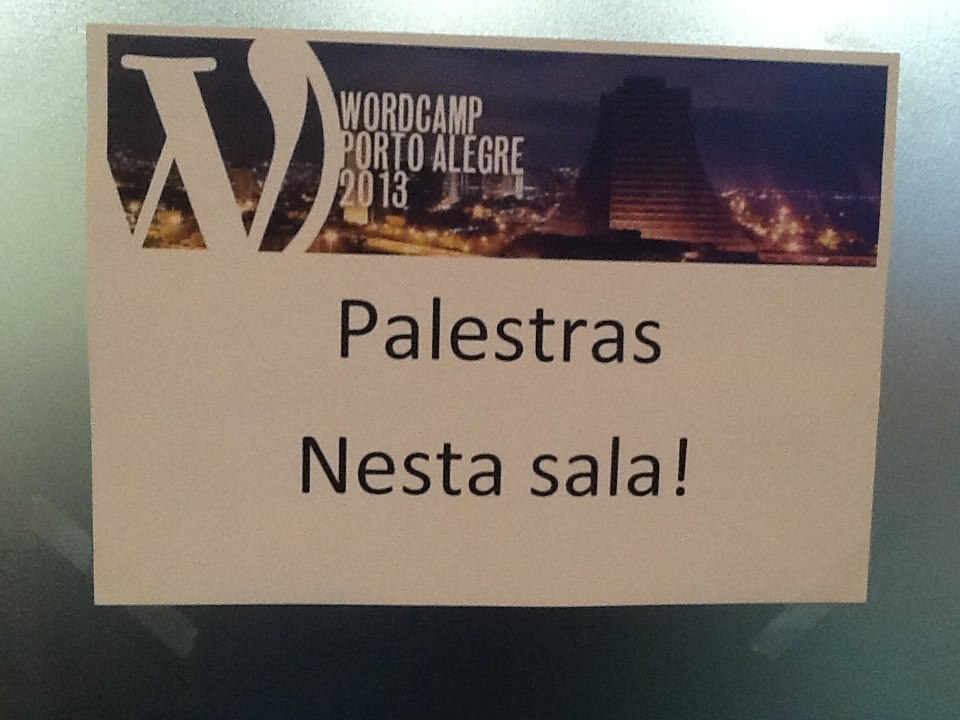 WORDCAMP
PORTO ALEGRE
2013
Palestras
Nesta sala!